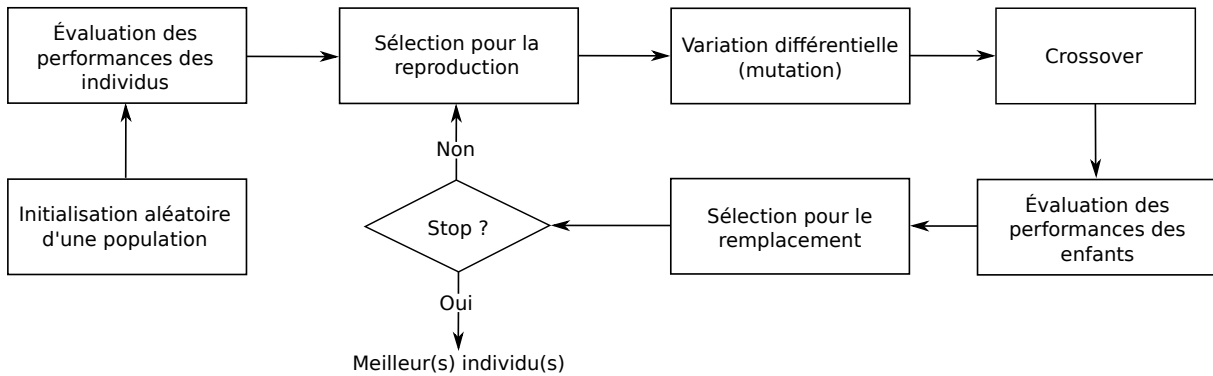 Évaluation des
performances des
individus
Sélection pour la
reproduction
Variation différentielle
(mutation)
Crossover
Non
Initialisation aléatoire
d'une population
Stop ?
Sélection pour le
remplacement
Évaluation des
performances des
enfants
Oui
Meilleur(s) individu(s)